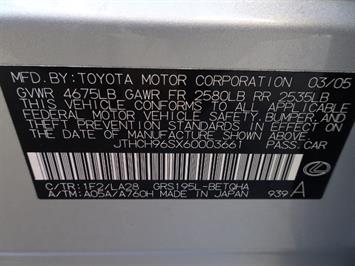 MFD. BY: TOYOTA MOTOR CORPORATION 03/05
GVWR 4675LB GAWR FR 2580LB RR 2535LB
THIS VEHICLE CONFORMS TO ALL APPLICABLE
FEDERAL MOTOR VEHICLE SAFETY, BUMPER, AND
THEFT PREVENTION STANDARDS IN EFFECT ON
THE DATE OF MANUFACTURE SHOWN ABOVE.
JTHCH96SX60003661 PASS.CAR
C/TR: 1F2/LA28 GRS195L-BETQHA
A/TM: A05A/A760H MADE IN JAPAN 939 A